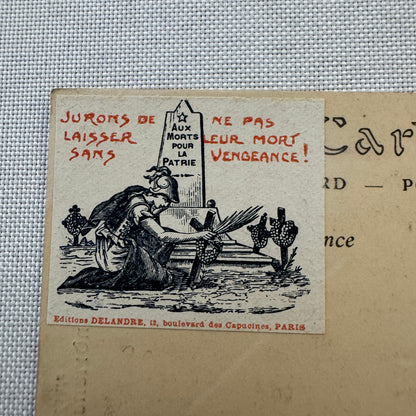 JURONS DE NE PAS
LAISSER LEUR MORT
SANS VENGEANCE!
AUX
MORTS
POUR
LA
PATRIE
Editions DELANDRE, 12, boulevard des Capucines, PARIS
Car
RD — P
nce